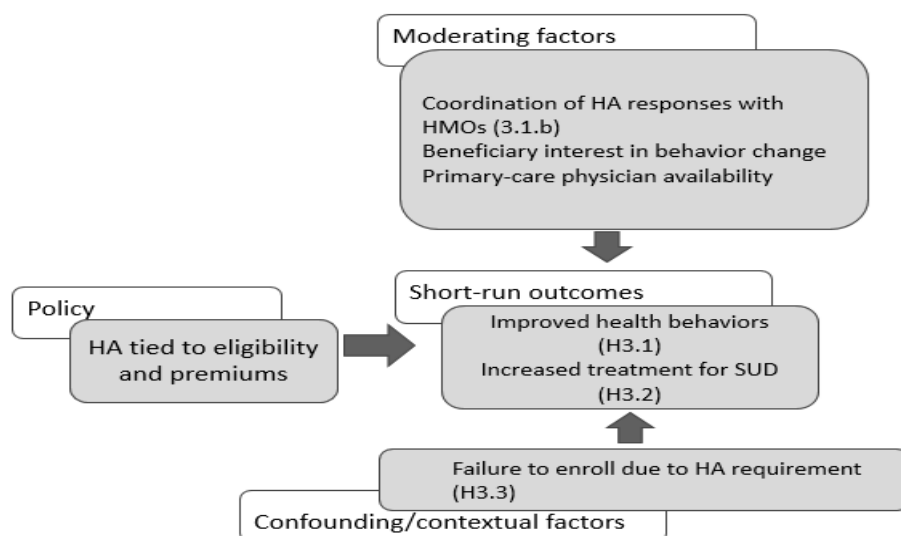 Moderating factors
Coordination of HA responses with
HMOs (3.1.b)
Beneficiary interest in behavior change
Primary-care physician availability
Policy
HA tied to eligibility
and premiums
Short-run outcomes
Improved health behaviors
(H3.1)
Increased treatment for SUD
(H3.2)
Failure to enroll due to HA requirement
(H3.3)
Confounding/contextual factors